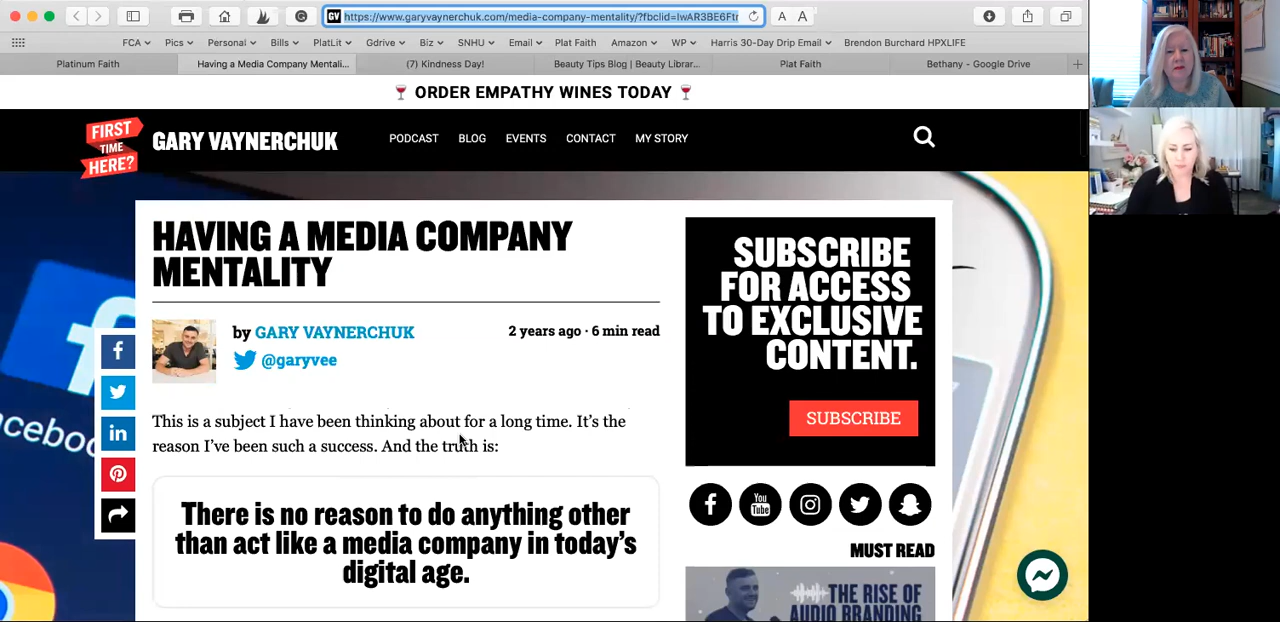 GV https://www.garyvaynerchuk.com/media-company-mentality/?fbclid=IwAR3BE6Ftr
A A
FCA Pics Personal Bills PlatLit Gdrive Biz SNHU Email Plat Faith Amazon WP Harris 30-Day Drip Email Brendon Burchard HPXLIFE
Platinum Faith Having a Media Company Mentali... (7) Kindness Day! Beauty Tips Blog | Beauty Librar... Plat Faith Bethany - Google Drive
ORDER EMPATHY WINES TODAY
FIRST
TIME
HERE?
GARY VAYNERCHUK PODCAST BLOG EVENTS CONTACT MY STORY
HAVING A MEDIA COMPANY
MENTALITY
by GARY VAYNERCHUK
@garyvee
2 years ago · 6 min read
This is a subject I have been thinking about for a long time. It’s the
reason I’ve been such a success. And the truth is:
There is no reason to do anything other
than act like a media company in today’s
digital age.
SUBSCRIBE
FOR ACCESS
TO EXCLUSIVE
CONTENT.
SUBSCRIBE
You
Tube
MUST READ
THE RISE OF
AUDIO BRANDING
acebo